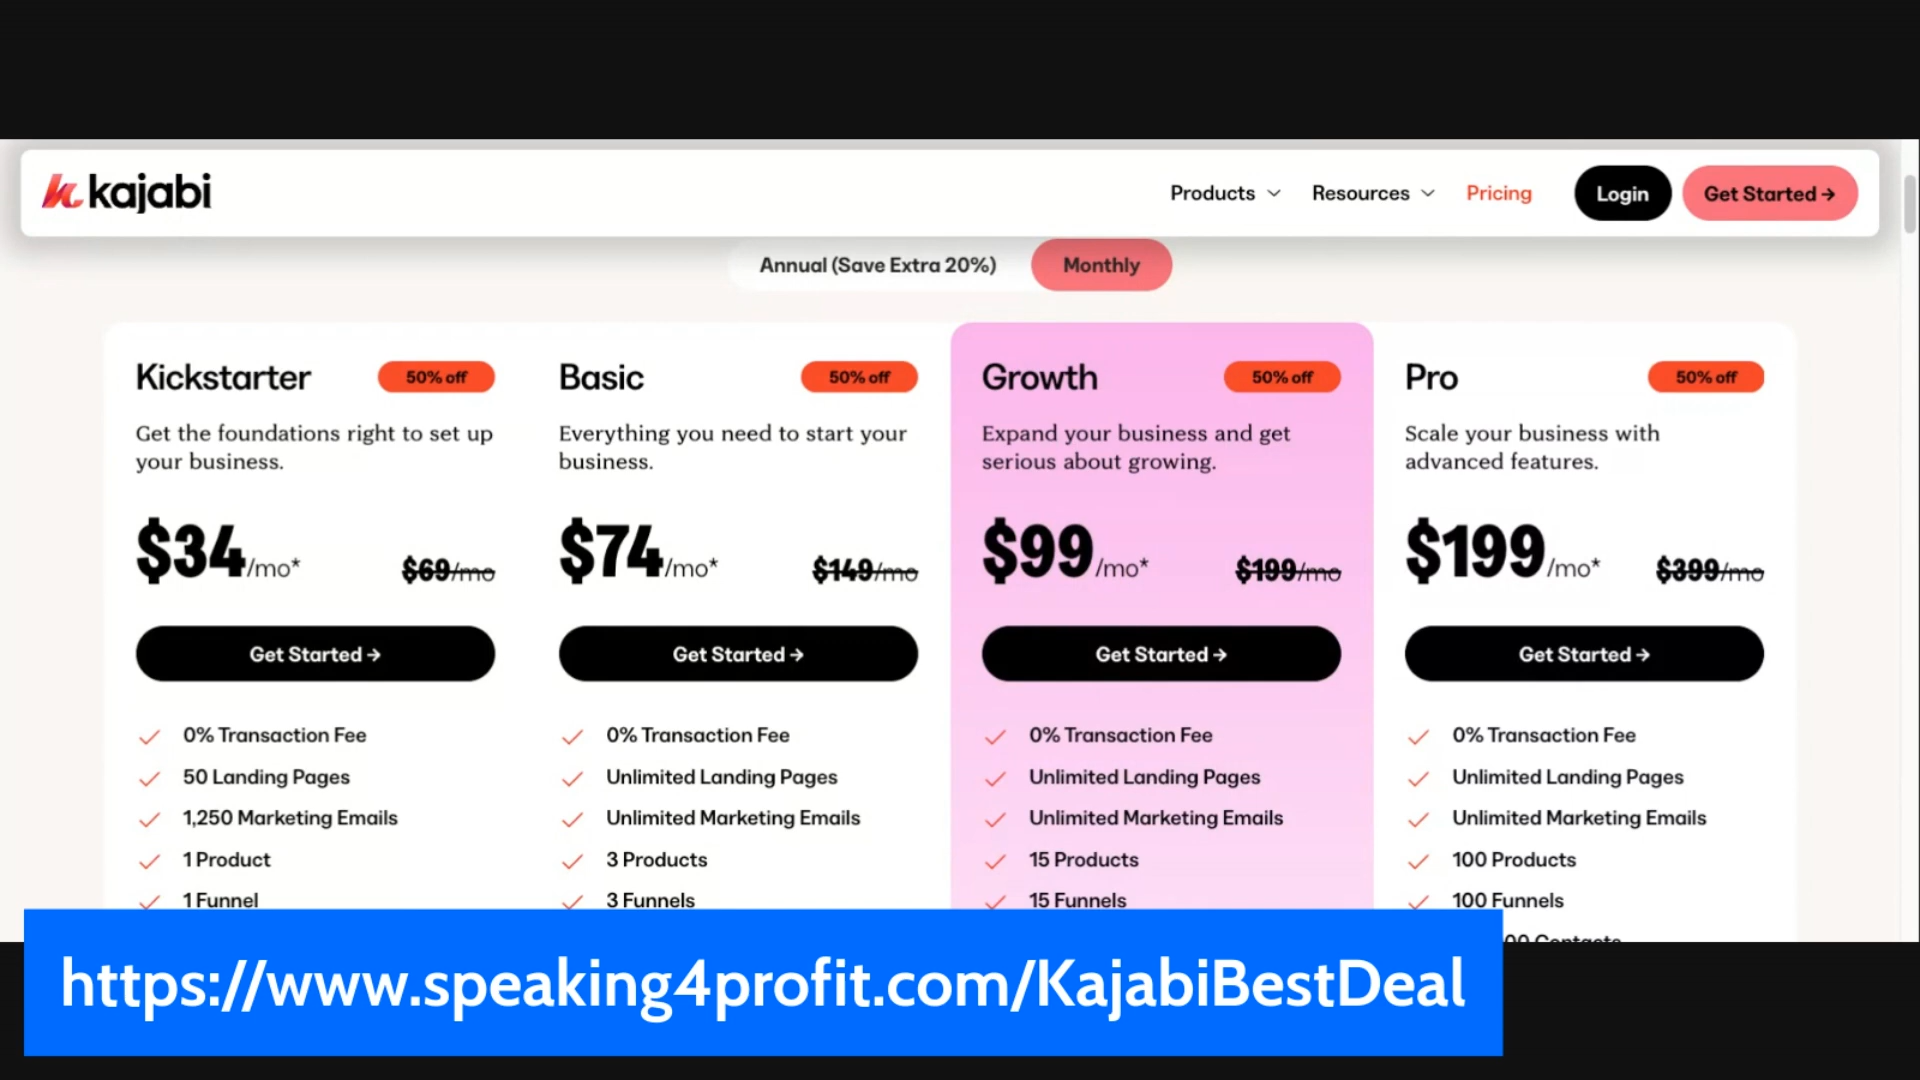 kajabi
Products
Resources
Pricing
Login
Get Started →
Annual (Save Extra 20%)
Monthly
Kickstarter
50% off
Get the foundations right to set up
your business.
$34/mo*
$69/mo
Get Started →
0% Transaction Fee
50 Landing Pages
1,250 Marketing Emails
1 Product
1 Funnel
Basic
50% off
Everything you need to start your
business.
$74/mo*
$149/mo
Get Started →
0% Transaction Fee
Unlimited Landing Pages
Unlimited Marketing Emails
3 Products
3 Funnels
Growth
50% off
Expand your business and get
serious about growing.
$99/mo*
$199/mo
Get Started →
0% Transaction Fee
Unlimited Landing Pages
Unlimited Marketing Emails
15 Products
15 Funnels
Pro
50% off
Scale your business with
advanced features.
$199/mo*
$399/mo
Get Started →
0% Transaction Fee
Unlimited Landing Pages
Unlimited Marketing Emails
100 Products
100 Funnels
Contacts
https://www.speaking4profit.com/KajabiBestDeal